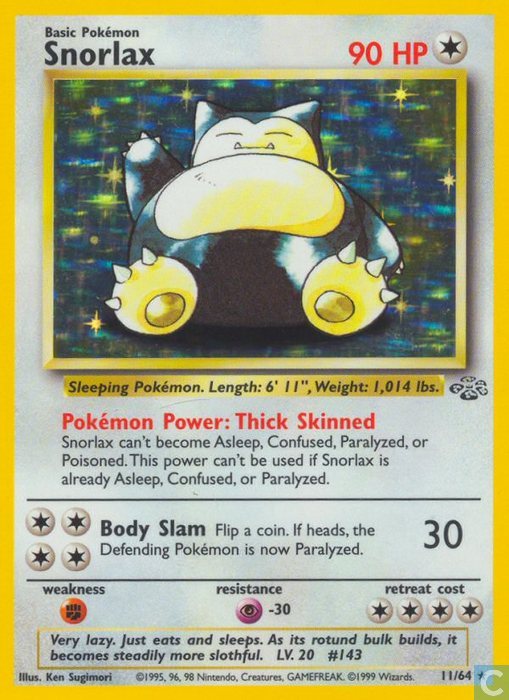 Basic Pokémon
Snorlax
90 HP
Sleeping Pokémon. Length: 6' 11", Weight: 1,014 lbs.
Pokémon Power: Thick Skinned
Snorlax can't become Asleep, Confused, Paralyzed, or
Poisoned. This power can't be used if Snorlax is
already Asleep, Confused, or Paralyzed.
Body Slam Flip a coin. If heads, the
Defending Pokémon is now Paralyzed.
30
weakness
resistance
-30
retreat cost
Very lazy. Just eats and sleeps. As its rotund bulk builds, it
becomes steadily more slothful. LV. 20 #143
Illus. Ken Sugimori
©1995, 96, 98 Nintendo, Creatures, GAMEFREAK. ©1999 Wizards.
11/64
C